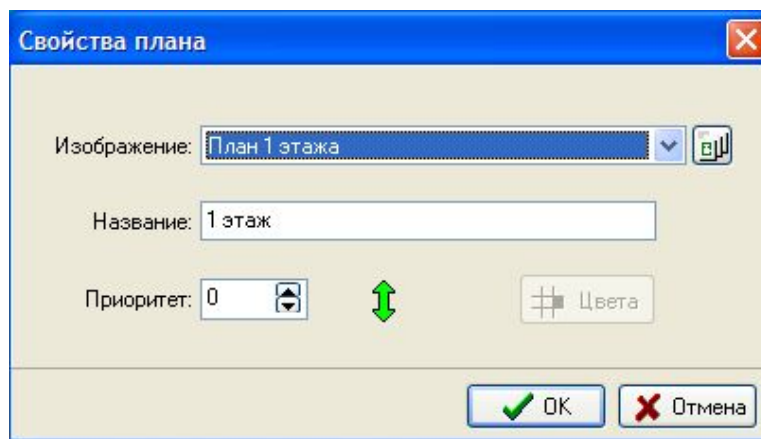 Свойства плана
Изображение: План 1 этажа
Название: 1 этаж
Приоритет: 0 Цвета
OK Отмена